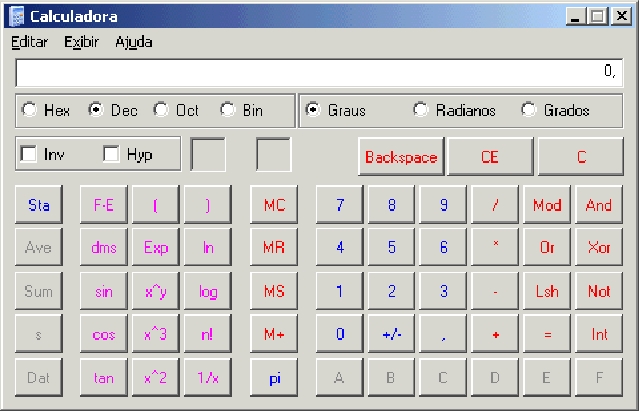 Calculadora
Editar Exibir Ajuda
0,
Hex Dec Oct Bin Graus Radianos Grados
Inv Hyp Backspace CE C
Sta F-E ( ) MC 7 8 9 / Mod And
Ave dms Exp ln MR 4 5 6 * Or Xor
Sum sin x^y log MS 1 2 3 - Lsh Not
s cos x^3 n! M+ 0 +/- , + = Int
Dat tan x^2 1/x pi A B C D E F